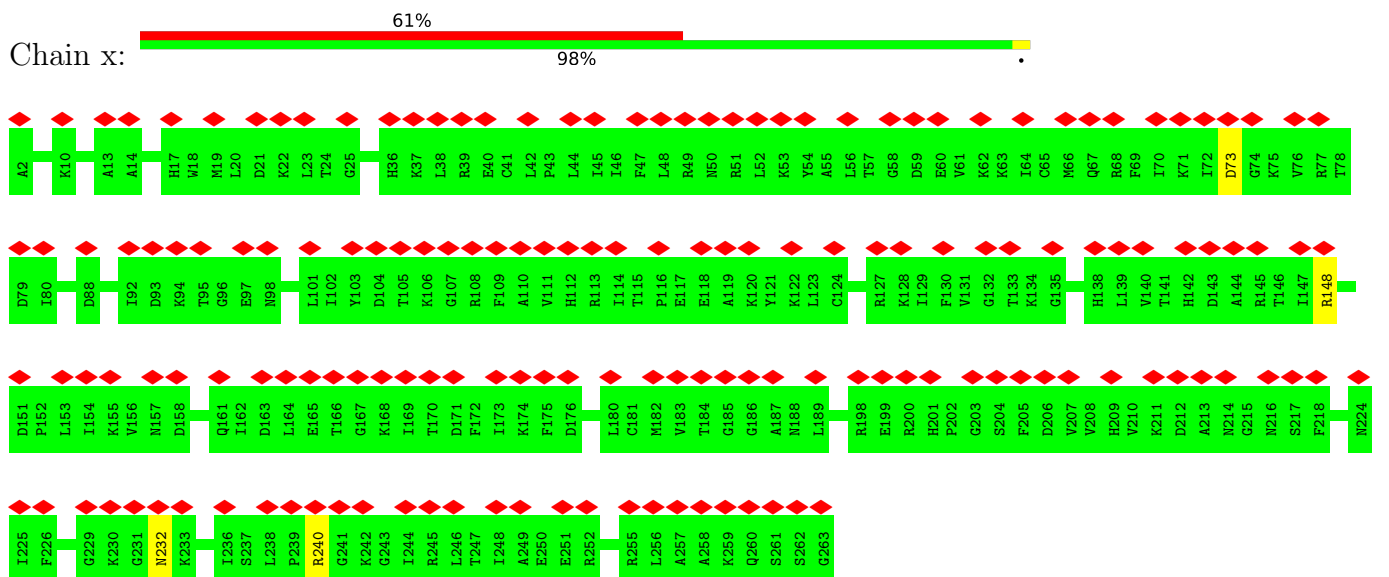 61%
Chain x:
98%
.
A2 K10 A13 A14 H17 W18 M19 L20 D21 K22 L23 T24 G25 H36 K37 L38 R39 E40 C41 L42 P43 L44 I45 I46 F47 L48 R49 N50 R51 L52 K53 Y54 A55 L56 T57 G58 D59 E60 V61 K62 K63 I64 C65 M66 Q67 R68 F69 I70 K71 I72 D73 G74 K75 V76 R77 T78
D79 I80 D88 I92 D93 K94 T95 G96 E97 N98 L101 I102 Y103 D104 T105 K106 G107 R108 F109 A110 V111 H112 R113 I114 T115 P116 E117 E118 A119 K120 Y121 K122 L123 C124 R127 K128 I129 F130 V131 G132 T133 K134 G135 H138 L139 V140 T141 H142 D143 A144 R145 T146 I147 R148
D151 P152 L153 I154 K155 V156 N157 D158 Q161 I162 D163 L164 E165 T166 G167 K168 I169 T170 D171 F172 I173 K174 F175 D176 L180 C181 M182 V183 T184 G185 G186 A187 N188 L189 R198 E199 R200 H201 P202 G203 S204 F205 D206 V207 V208 H209 V210 K211 D212 A213 N214 G215 N216 S217 F218 N224
I225 F226 G229 K230 G231 N232 K233 I236 S237 L238 P239 R240 G241 K242 G243 I244 R245 L246 T247 I248 A249 E250 E251 R252 R255 L256 A257 A258 K259 Q260 S261 S262 G263